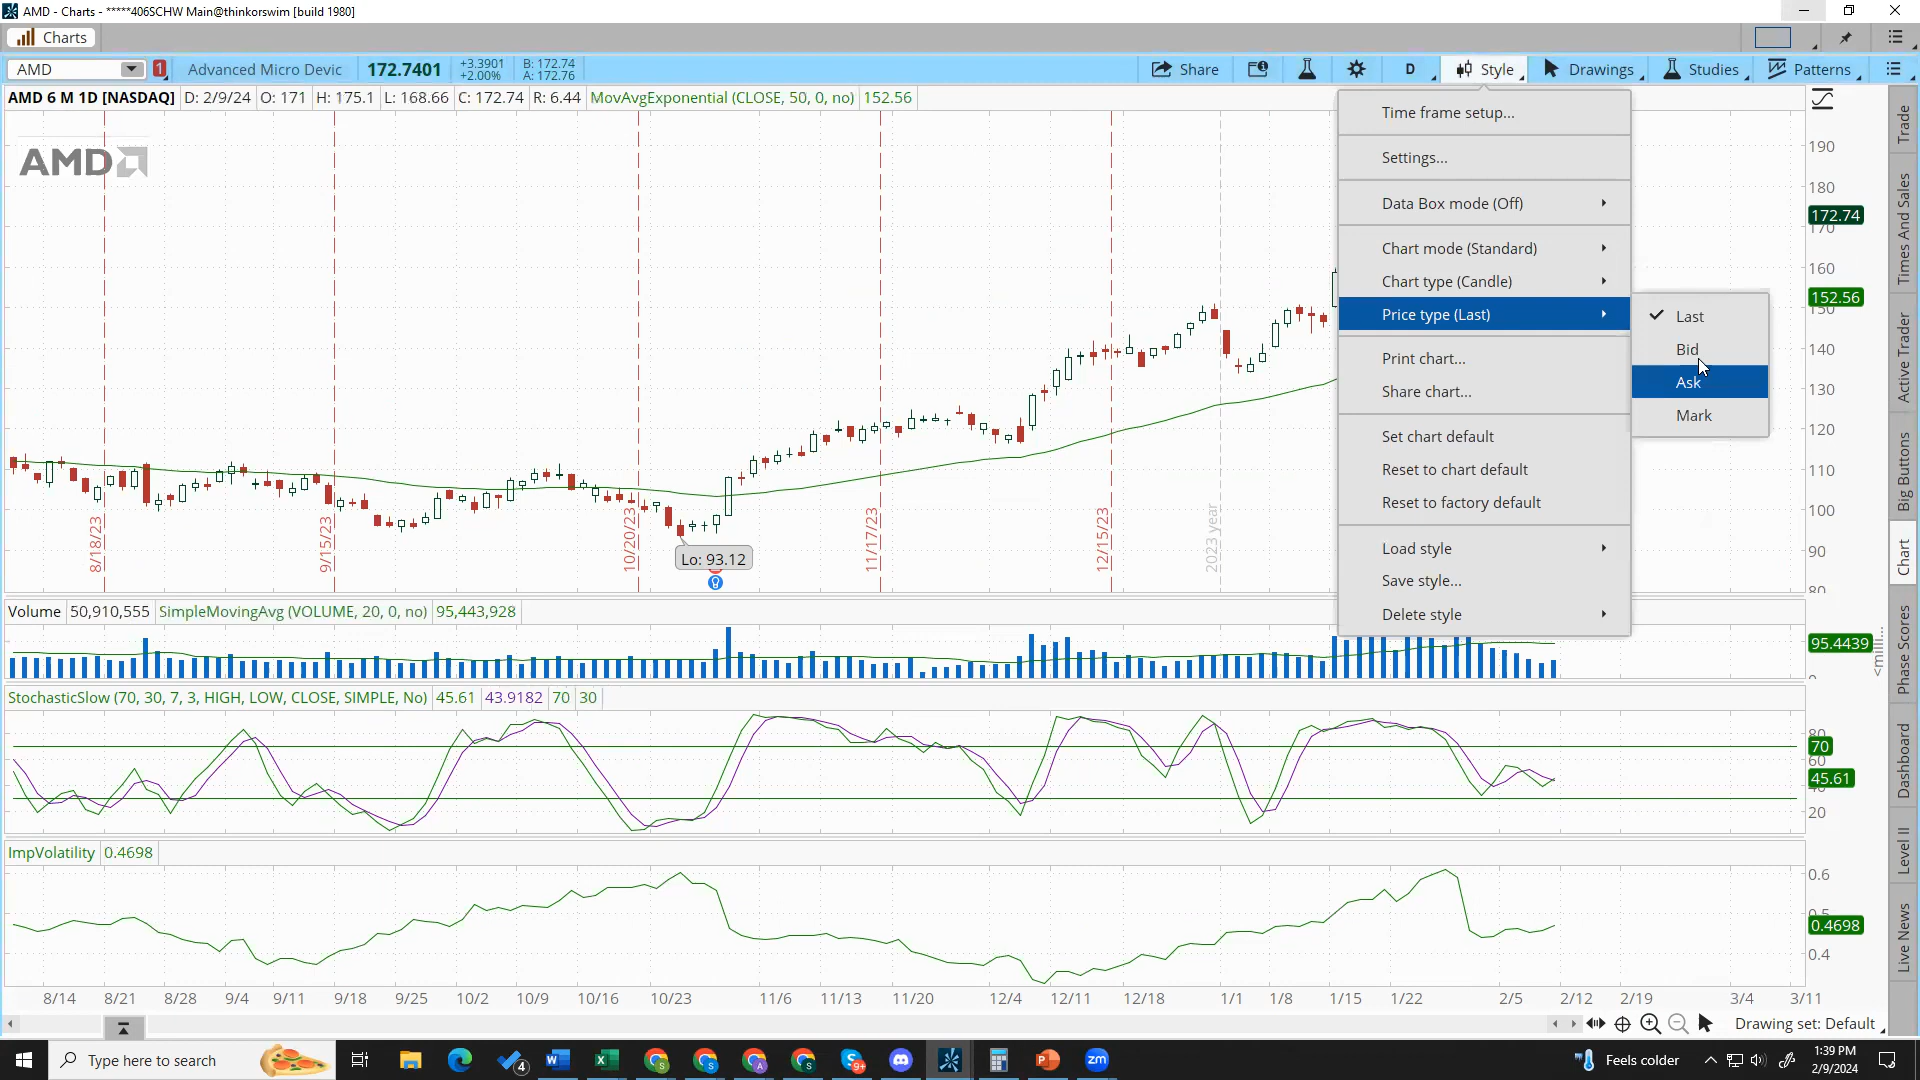 AMD - Charts - *****406SCHW Main@thinkorswim [build 1980]
Charts
AMD
1
Advanced Micro Devic
172.7401
+3.3901
+2.00%
B: 172.74
A: 172.76
Share
D
Style
Drawings
Studies
Patterns
AMD 6 M 1D [NASDAQ]
D: 2/9/24
O: 171
H: 175.1
L: 168.66
C: 172.74
R: 6.44
MovAvgExponential (CLOSE, 50, 0, no)
152.56
AMD
Time frame setup...
Settings...
Data Box mode (Off)
Chart mode (Standard)
Chart type (Candle)
Price type (Last)
Print chart...
Share chart...
Set chart default
Reset to chart default
Reset to factory default
Load style
Save style...
Delete style
Last
Bid
Ask
Mark
190
180
172.74
170
160
152.56
150
140
130
120
110
100
90
80
8/18/23
9/15/23
10/20/23
11/17/23
12/15/23
2023 year
Lo: 93.12
Volume
50,910,555
SimpleMovingAvg (VOLUME, 20, 0, no)
95,443,928
95.4439
<mill...
StochasticSlow (70, 30, 7, 3, HIGH, LOW, CLOSE, SIMPLE, No)
45.61
43.9182
70
30
80
70
60
45.61
20
ImpVolatility
0.4698
0.6
0.5
0.4698
0.4
8/14
8/21
8/28
9/4
9/11
9/18
9/25
10/2
10/9
10/16
10/23
11/6
11/13
11/20
12/4
12/11
12/18
1/1
1/8
1/15
1/22
2/5
2/12
2/19
3/4
3/11
Drawing set: Default
Trade
Times And Sales
Active Trader
Big Buttons
Chart
Phase Scores
Dashboard
Level II
Live News
Type here to search
4
9+
Feels colder
1:39 PM
2/9/2024